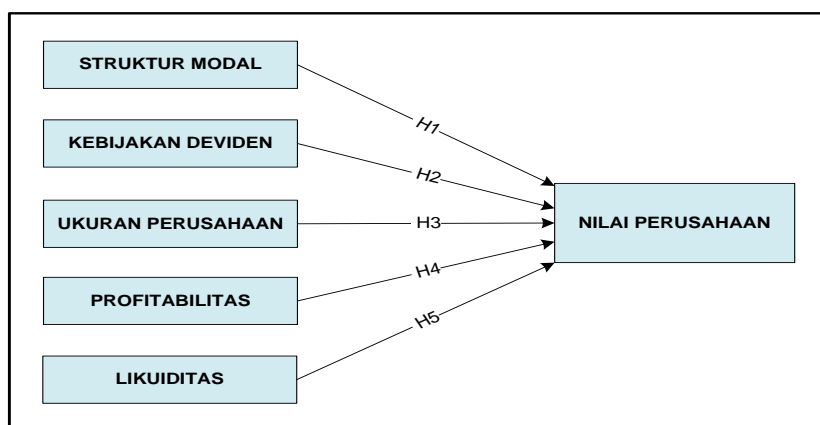 STRUKTUR MODAL
H1
KEBIJAKAN DEVIDEN
H2
UKURAN PERUSAHAAN
H3
NILAI PERUSAHAAN
PROFITABILITAS
H4
LIKUIDITAS
H5